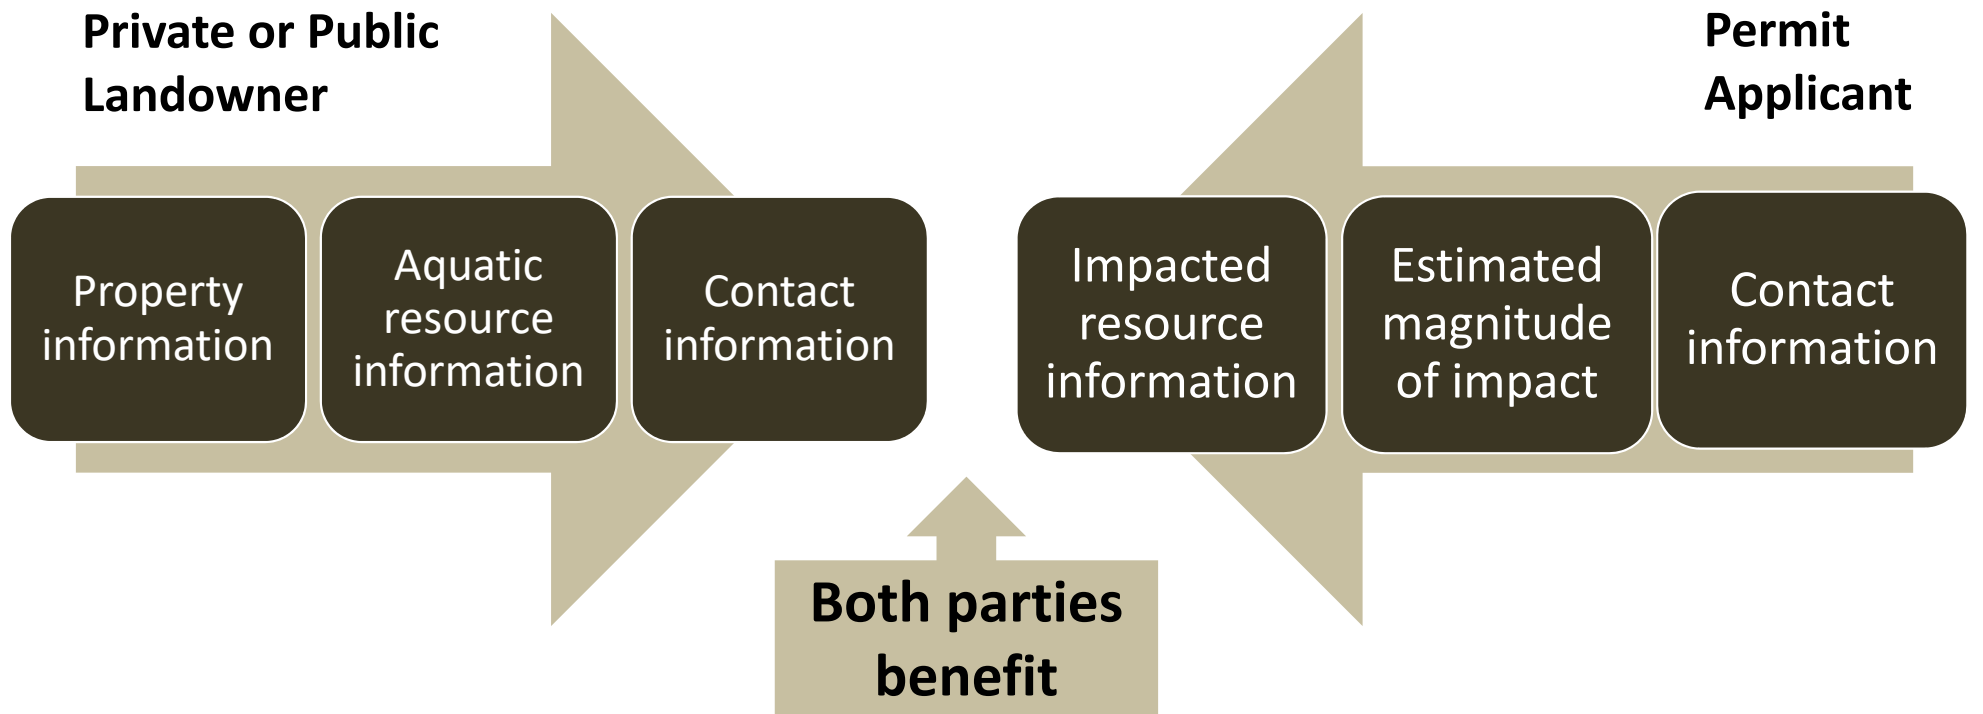 Private or Public
Landowner
Permit
Applicant
Property
information
Aquatic
resource
information
Contact
information
Impacted
resource
information
Estimated
magnitude
of impact
Contact
information
Both parties
benefit